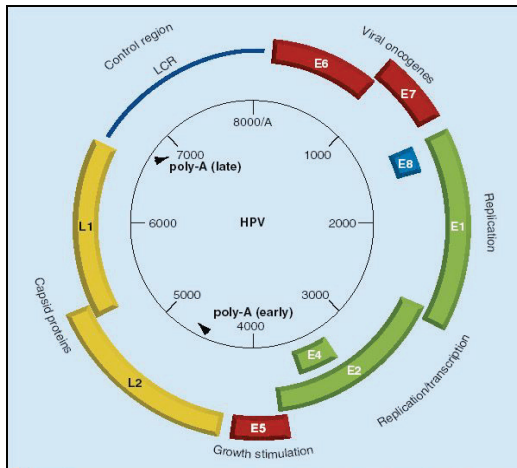 Control region
LCR
E6
Viral oncogenes
E7
8000/A
7000
1000
poly-A (late)
E8
L1
6000
HPV
2000
E1
Replication
Capsid proteins
5000
poly-A (early)
3000
4000
E4
E2
L2
Replication/transcription
E5
Growth stimulation